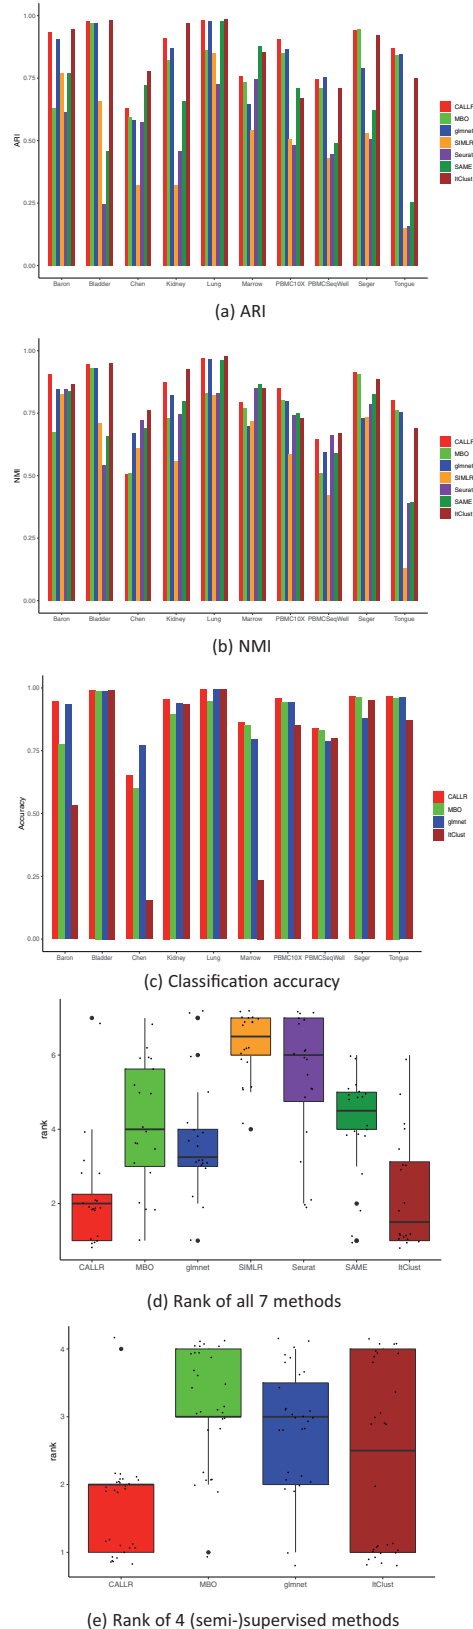 1.00
0.75
0.50
0.25
0.00
ARI
Baron Bladder Chen Kidney Lung Marrow PBMC10X PBMCSeqWell Seger Tongue
CALLR
MBO
glmnet
SIMLR
Seurat
SAME
ItClust
(a) ARI
1.00
0.75
0.50
0.25
0.00
NMI
Baron Bladder Chen Kidney Lung Marrow PBMC10X PBMCSeqWell Seger Tongue
CALLR
MBO
glmnet
SIMLR
Seurat
SAME
ItClust
(b) NMI
1.00
0.75
0.50
0.25
0.00
Accuracy
Baron Bladder Chen Kidney Lung Marrow PBMC10X PBMCSeqWell Seger Tongue
CALLR
MBO
glmnet
ItClust
(c) Classification accuracy
6
4
2
rank
CALLR MBO glmnet SIMLR Seurat SAME ItClust
(d) Rank of all 7 methods
4
3
2
1
rank
CALLR MBO glmnet ItClust
(e) Rank of 4 (semi-)supervised methods